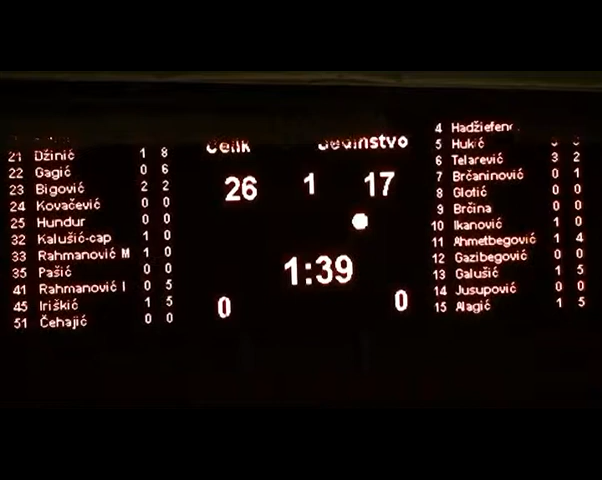 Čelik
26
21 Džinić 1 8
22 Gagić 0 6
23 Bigović 2 2
24 Kovačević 0 0
25 Hundur 0 0
32 Kalušić-cap 1 0
33 Rahmanović M 1 0
35 Pašić 0 0
41 Rahmanović I 0 5
45 Iriškić 1 5
51 Čehajić 0 0
0
1
1:39
Jedinstvo
17
0
4
5 Hukić
6 Telarević 3 2
7 Brčaninović 0 1
8 Glotić 0 0
9 Brčina 0 0
10 Ikanović 1 0
11 Ahmetbegović 1 4
12 Gazibegović 0 0
13 Galušić 1 5
14 Jusupović 0 0
15 Alagić 1 5